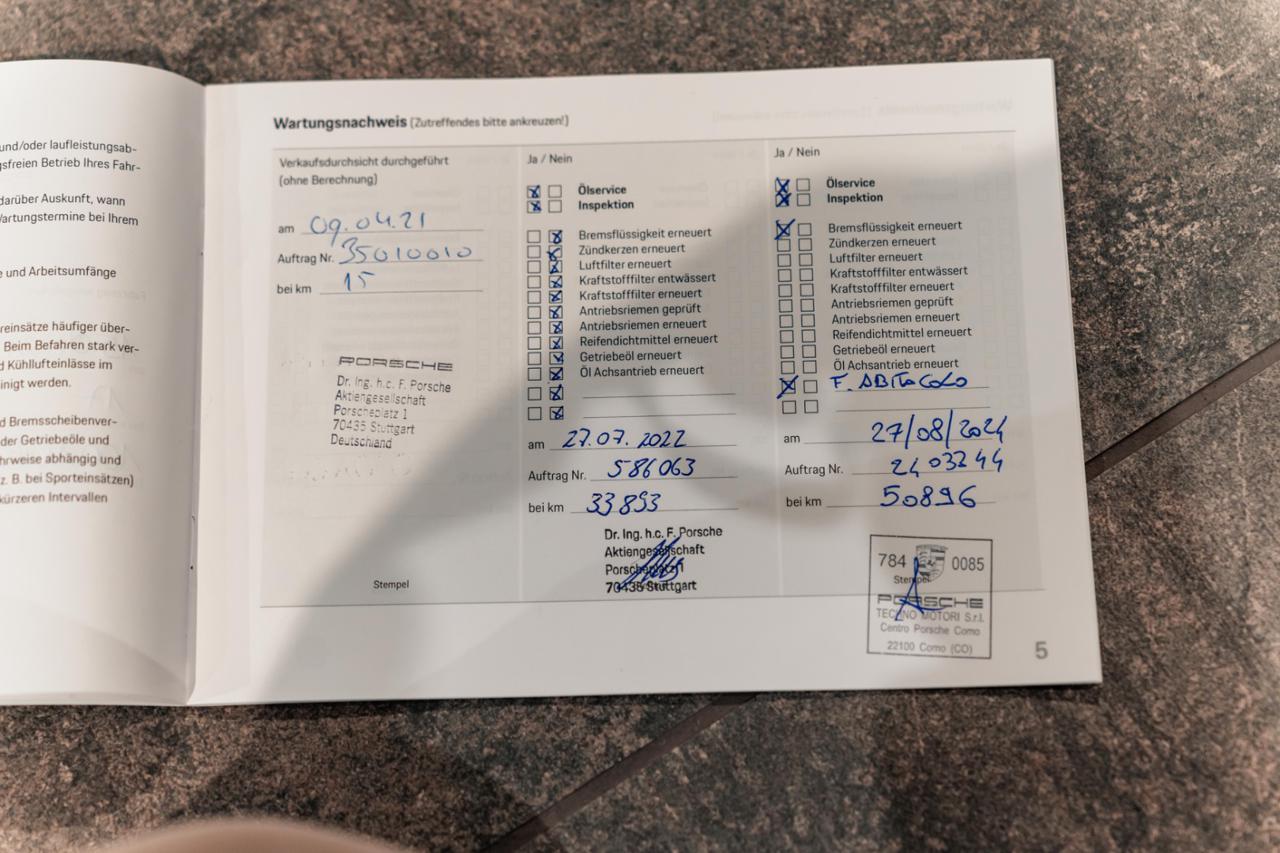 und/oder laufleistungsab-
gsfreien Betrieb Ihres Fahr-
darüber Auskunft, wann
Wartungstermine bei Ihrem
e und Arbeitsumfänge
reinsätze häufiger über-
Beim Befahren stark ver-
d Kühllufteinlässe im
einigt werden.
d Bremsscheibenver-
der Getriebeöle und
hrweise abhängig und
z. B. bei Sporteinsätzen)
kürzeren Intervallen
Wartungsnachweis (Zutreffendes bitte ankreuzen!)
Verkaufsdurchsicht durchgeführt
(ohne Berechnung)
am 09.04.21
Auftrag Nr. 35010010
bei km 15
PORSCHE
Dr. Ing. h.c. F. Porsche
Aktiengesellschaft
Porscheplatz 1
70435 Stuttgart
Deutschland
Stempel
Ja / Nein
Ölservice
Inspektion
Bremsflüssigkeit erneuert
Zündkerzen erneuert
Luftfilter erneuert
Kraftstofffilter entwässert
Kraftstofffilter erneuert
Antriebsriemen geprüft
Antriebsriemen erneuert
Reifendichtmittel erneuert
Getriebeöl erneuert
Öl Achsantrieb erneuert
am 27.07.2022
Auftrag Nr. 586063
bei km 33893
Dr. Ing. h.c. F. Porsche
Aktiengesellschaft
Porscheplatz 1
70435 Stuttgart
Ja / Nein
Ölservice
Inspektion
Bremsflüssigkeit erneuert
Zündkerzen erneuert
Luftfilter erneuert
Kraftstofffilter entwässert
Kraftstofffilter erneuert
Antriebsriemen geprüft
Antriebsriemen erneuert
Reifendichtmittel erneuert
Getriebeöl erneuert
Öl Achsantrieb erneuert
F. ABITACOLO
am 27/08/2024
Auftrag Nr. 2403344
bei km 50896
784 0085
Stempel
PORSCHE
TECHNO MOTORI S.r.l.
Centro Porsche Como
22100 Como (CO)
5